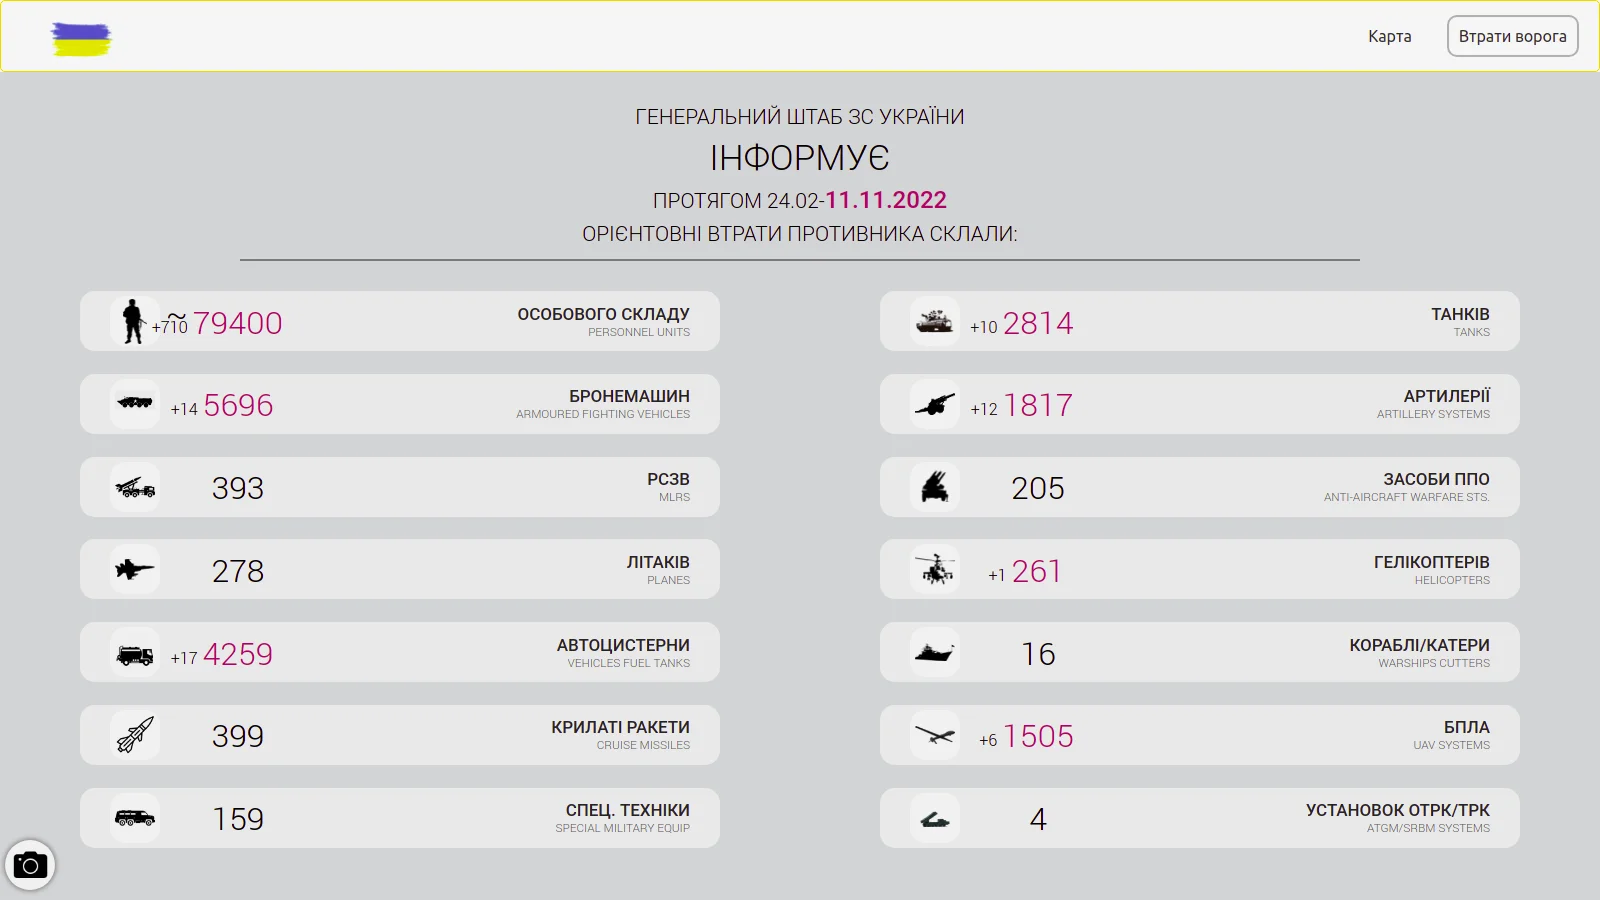 Карта
Втрати ворога
ГЕНЕРАЛЬНИЙ ШТАБ ЗС УКРАЇНИ
ІНФОРМУЄ
ПРОТЯГОМ 24.02-11.11.2022
ОРІЄНТОВНІ ВТРАТИ ПРОТИВНИКА СКЛАЛИ:
+710 ≈ 79400
ОСОБОВОГО СКЛАДУ
PERSONNEL UNITS
+10 2814
ТАНКІВ
TANKS
+14 5696
БРОНЕМАШИН
ARMOURED FIGHTING VEHICLES
+12 1817
АРТИЛЕРІЇ
ARTILLERY SYSTEMS
393
РСЗВ
MLRS
205
ЗАСОБИ ППО
ANTI-AIRCRAFT WARFARE STS.
278
ЛІТАКІВ
PLANES
+1 261
ГЕЛІКОПТЕРІВ
HELICOPTERS
+17 4259
АВТОЦИСТЕРНИ
VEHICLES FUEL TANKS
16
КОРАБЛІ/КАТЕРИ
WARSHIPS CUTTERS
399
КРИЛАТІ РАКЕТИ
CRUISE MISSILES
+6 1505
БПЛА
UAV SYSTEMS
159
СПЕЦ. ТЕХНІКИ
SPECIAL MILITARY EQUIP
4
УСТАНОВОК ОТРК/ТРК
ATGM/SRBM SYSTEMS